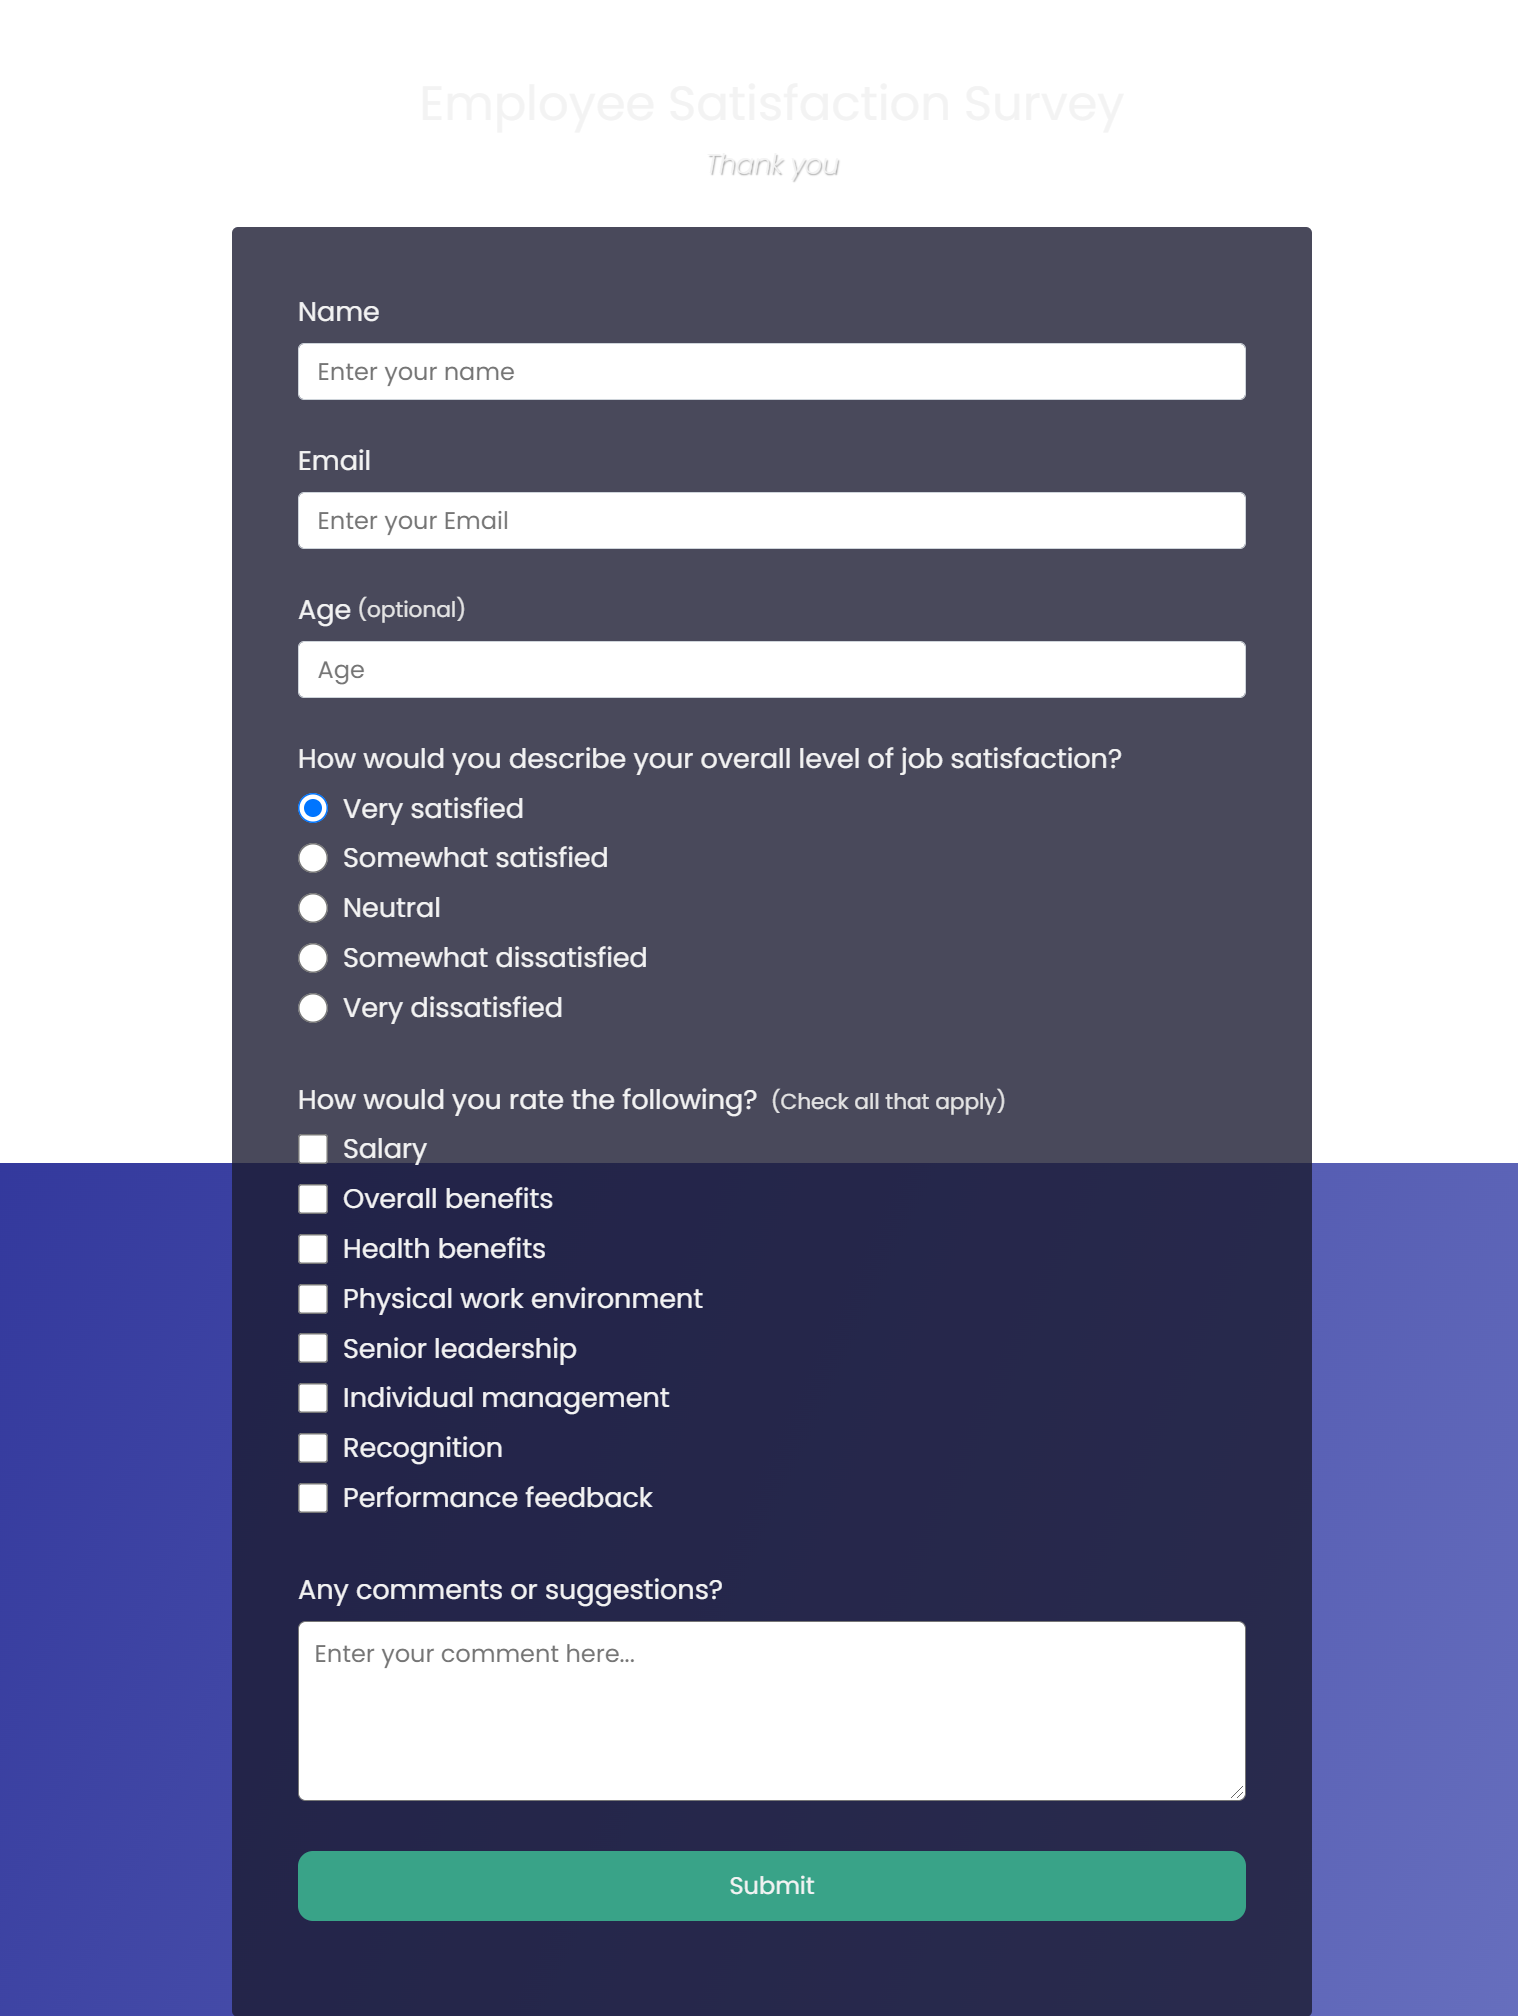 Employee Satisfaction Survey
Thank you
Name
Enter your name
Email
Enter your Email
Age (optional)
Age
How would you describe your overall level of job satisfaction?
Very satisfied
Somewhat satisfied
Neutral
Somewhat dissatisfied
Very dissatisfied
How would you rate the following? (Check all that apply)
Salary
Overall benefits
Health benefits
Physical work environment
Senior leadership
Individual management
Recognition
Performance feedback
Any comments or suggestions?
Enter your comment here...
Submit